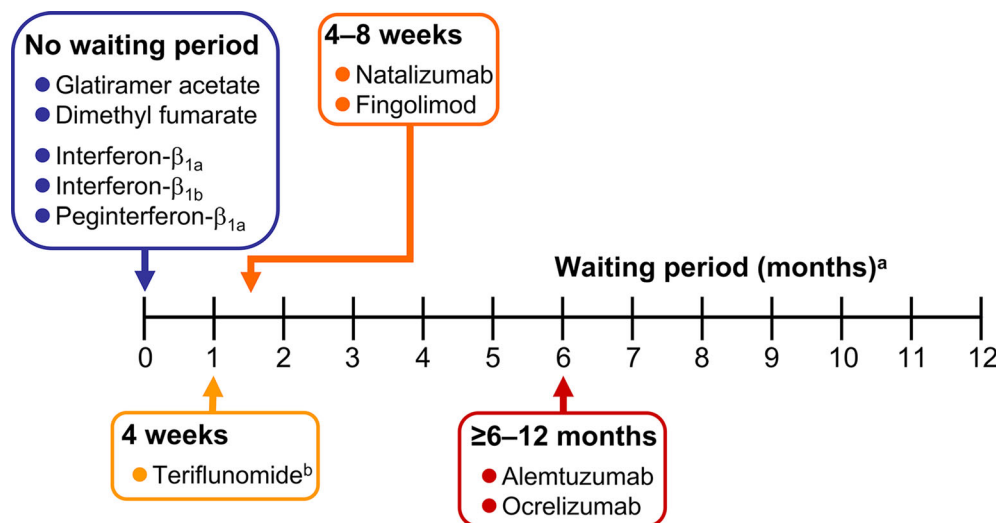 No waiting period
● Glatiramer acetate
● Dimethyl fumarate
● Interferon-β1a
● Interferon-β1b
● Peginterferon-β1a
4–8 weeks
● Natalizumab
● Fingolimod
Waiting period (months)a
0 1 2 3 4 5 6 7 8 9 10 11 12
4 weeks
● Teriflunomideb
≥6–12 months
● Alemtuzumab
● Ocrelizumab